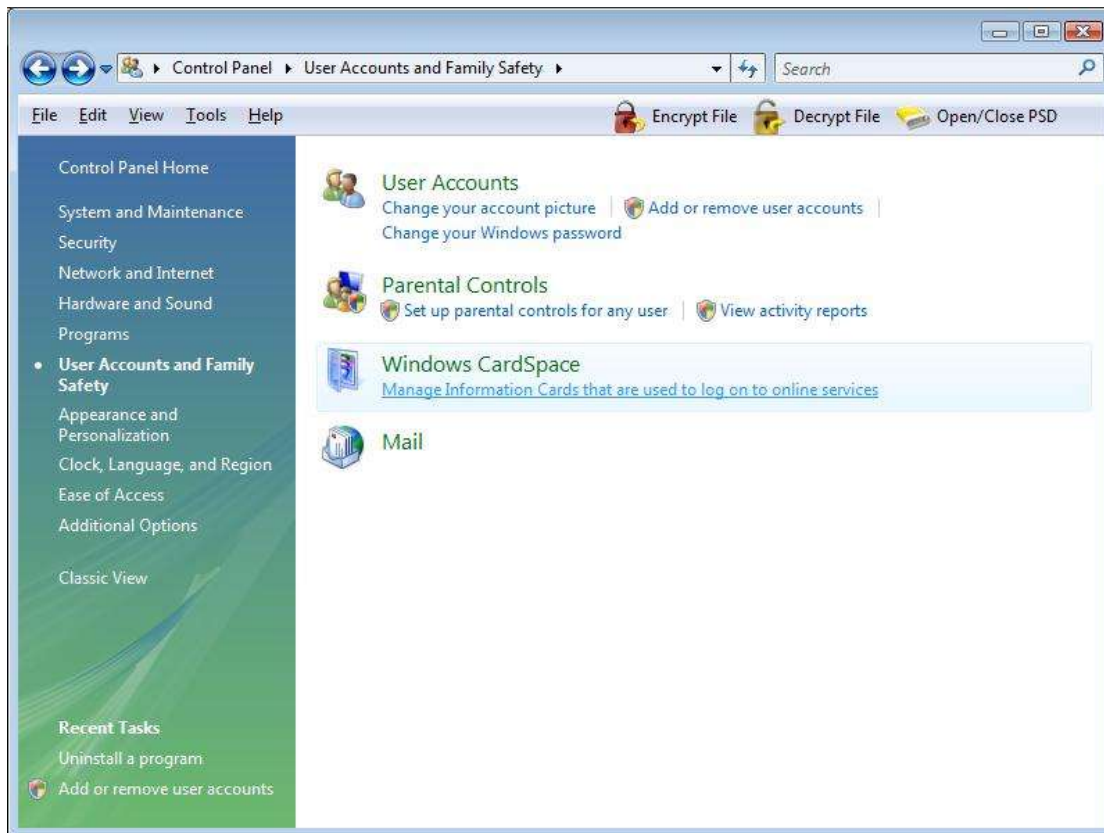 Control Panel
User Accounts and Family Safety
Search
File Edit View Tools Help
Encrypt File Decrypt File Open/Close PSD
Control Panel Home
System and Maintenance
Security
Network and Internet
Hardware and Sound
Programs
User Accounts and Family
Safety
Appearance and
Personalization
Clock, Language, and Region
Ease of Access
Additional Options
Classic View
Recent Tasks
Uninstall a program
Add or remove user accounts
User Accounts
Change your account picture Add or remove user accounts
Change your Windows password
Parental Controls
Set up parental controls for any user View activity reports
Windows CardSpace
Manage Information Cards that are used to log on to online services
Mail